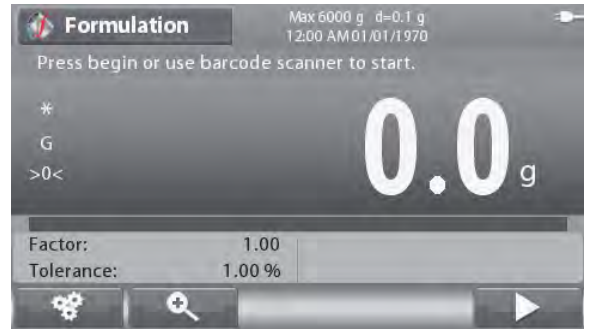 Formulation
Max 6000 g d=0.1 g
12:00 AM 01/01/1970
Press begin or use barcode scanner to start.
*
G
>0<
0.0 g
Factor: 1.00
Tolerance: 1.00 %